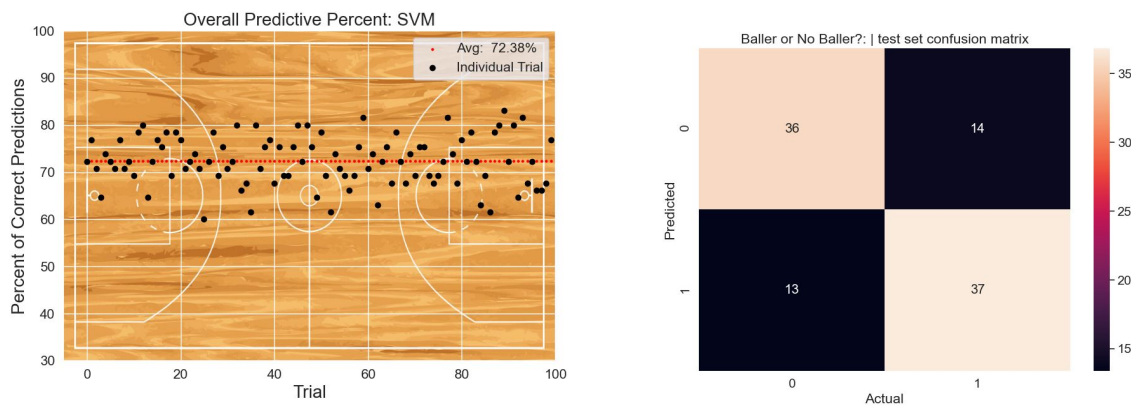 Overall Predictive Percent: SVM
Avg: 72.38%
Individual Trial
Percent of Correct Predictions
100
90
80
70
60
50
40
30
0 20 40 60 80 100
Trial
Baller or No Baller?: | test set confusion matrix
Predicted
0
36 14
1
13 37
0 1
Actual
35
30
25
20
15